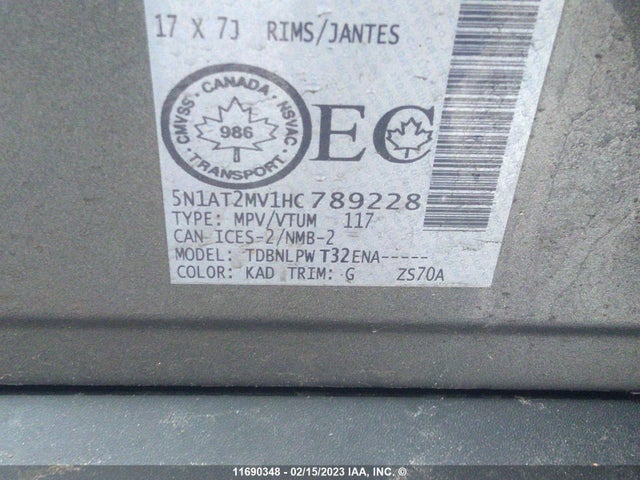 17 X 7J RIMS/JANTES
CMVSS · CANADA · NSVAC
986
TRANSPORT
EC
5N1AT2MV1HC789228
TYPE: MPV/VTUM 117
CAN ICES-2/NMB-2
MODEL: TDBNLPW T32ENA-----
COLOR: KAD TRIM: G ZS70A
11690348 - 02/15/2023 IAA, INC. ©